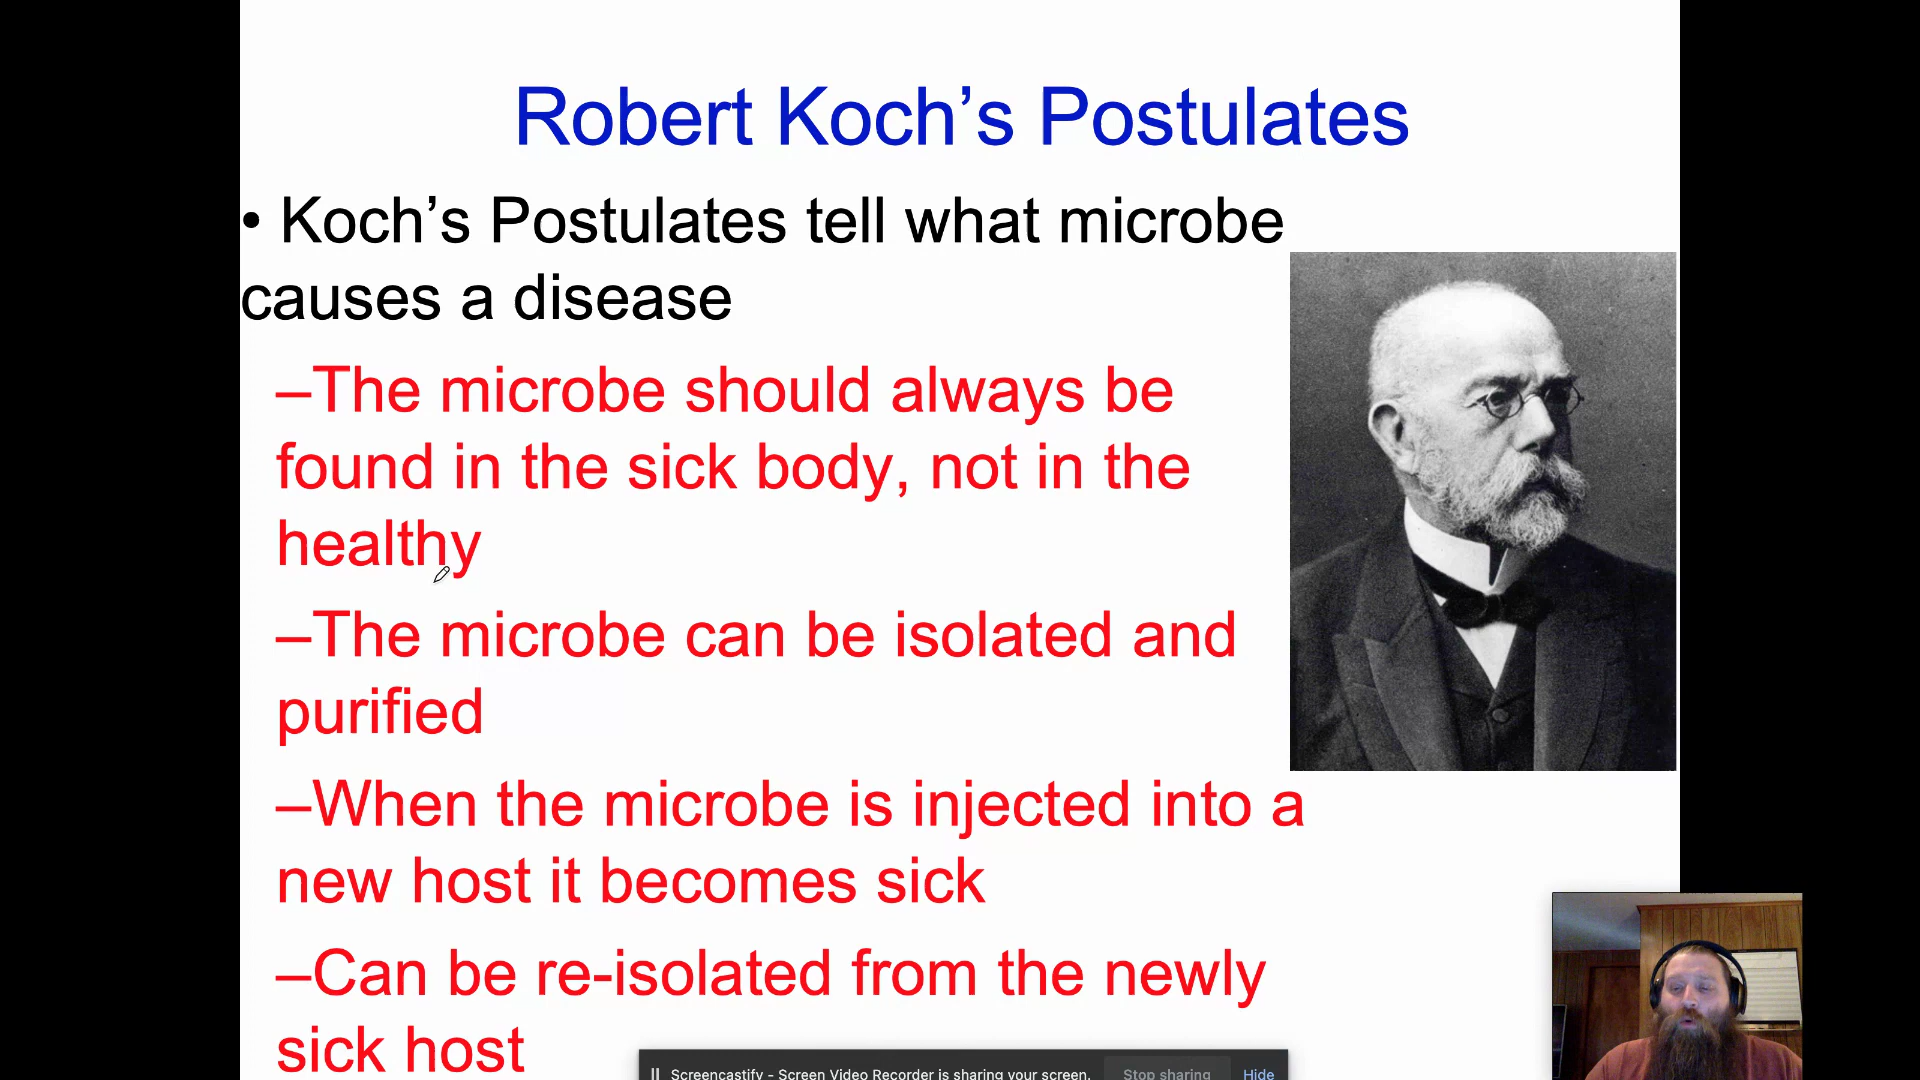 Robert Koch’s Postulates
• Koch’s Postulates tell what microbe
causes a disease
–The microbe should always be
found in the sick body, not in the
healthy
–The microbe can be isolated and
purified
–When the microbe is injected into a
new host it becomes sick
–Can be re-isolated from the newly
sick host
Screencastify - Screen Video Recorder is sharing your screen. Stop sharing Hide